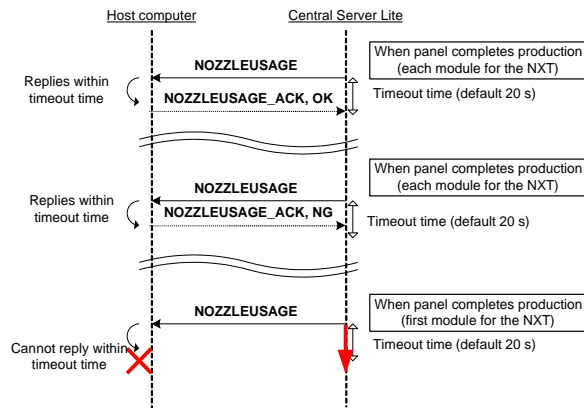 Host computer
Central Server Lite
NOZZLEUSAGE
When panel completes production
(each module for the NXT)
Replies within
timeout time
Timeout time (default 20 s)
NOZZLEUSAGE_ACK, OK
NOZZLEUSAGE
When panel completes production
(each module for the NXT)
Replies within
timeout time
NOZZLEUSAGE_ACK, NG
Timeout time (default 20 s)
NOZZLEUSAGE
When panel completes production
(first module for the NXT)
Cannot reply within
timeout time
Timeout time (default 20 s)